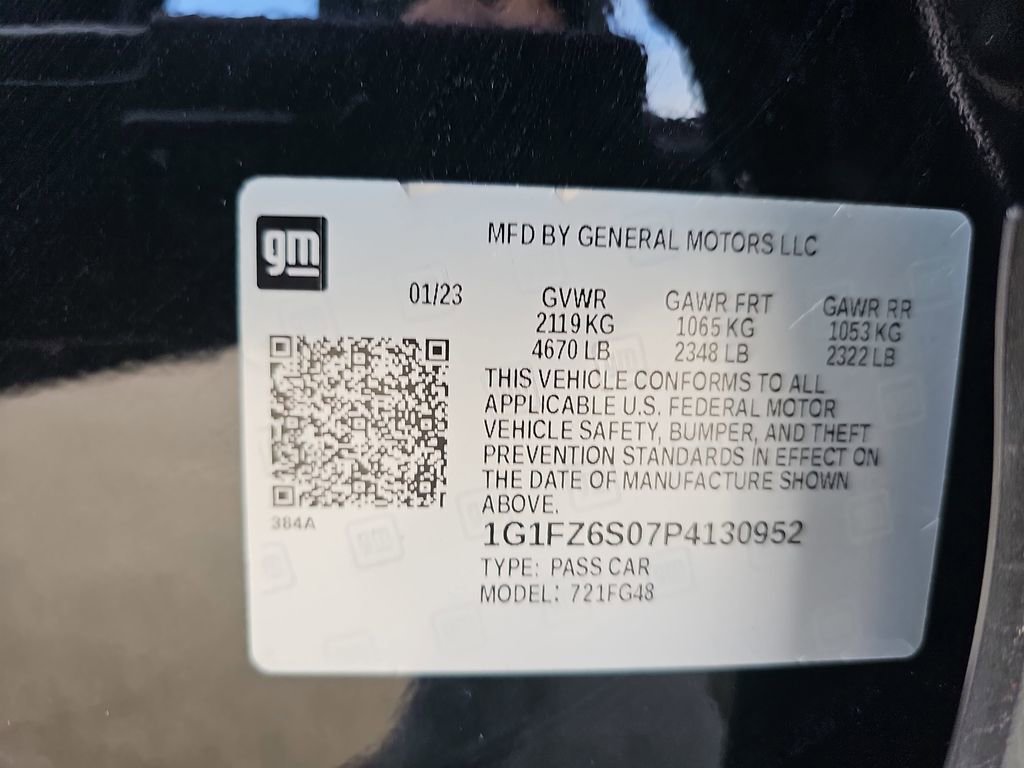 gm
MFD BY GENERAL MOTORS LLC
01/23
GVWR GAWR FRT GAWR RR
2119 KG 1065 KG 1053 KG
4670 LB 2348 LB 2322 LB
THIS VEHICLE CONFORMS TO ALL
APPLICABLE U.S. FEDERAL MOTOR
VEHICLE SAFETY, BUMPER, AND THEFT
PREVENTION STANDARDS IN EFFECT ON
THE DATE OF MANUFACTURE SHOWN
ABOVE.
384A
1G1FZ6S07P4130952
TYPE: PASS CAR
MODEL: 721FG48